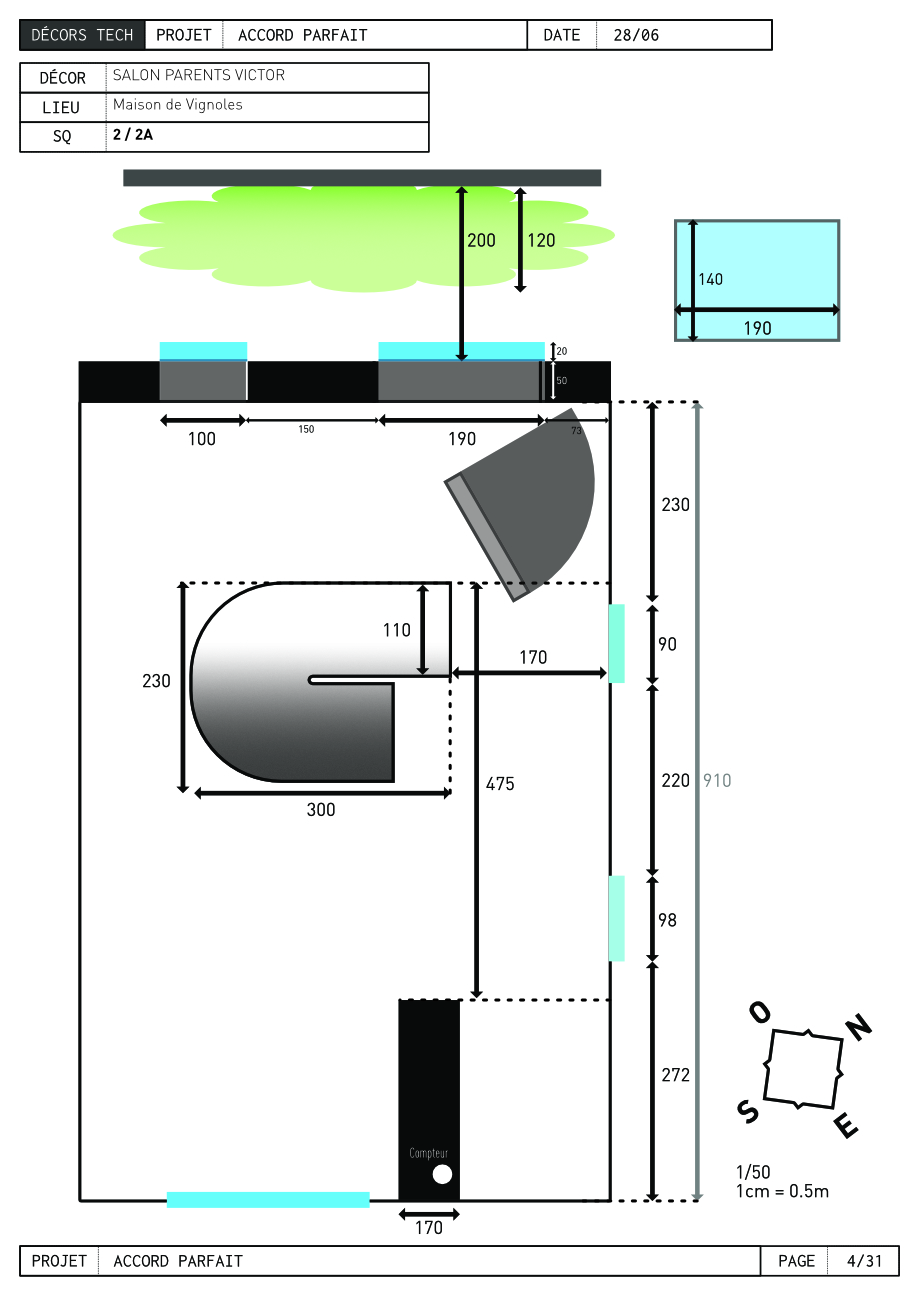 DÉCORS TECH PROJET ACCORD PARFAIT DATE 28/06
DÉCOR SALON PARENTS VICTOR
LIEU Maison de Vignoles
SQ 2 / 2A
200 120
140
190
20
50
100 150 190 73
230
110
90
170
230
220 910
475
300
98
O N
S E
272
Compteur
1/50
1cm = 0.5m
170
PROJET ACCORD PARFAIT PAGE 4/31